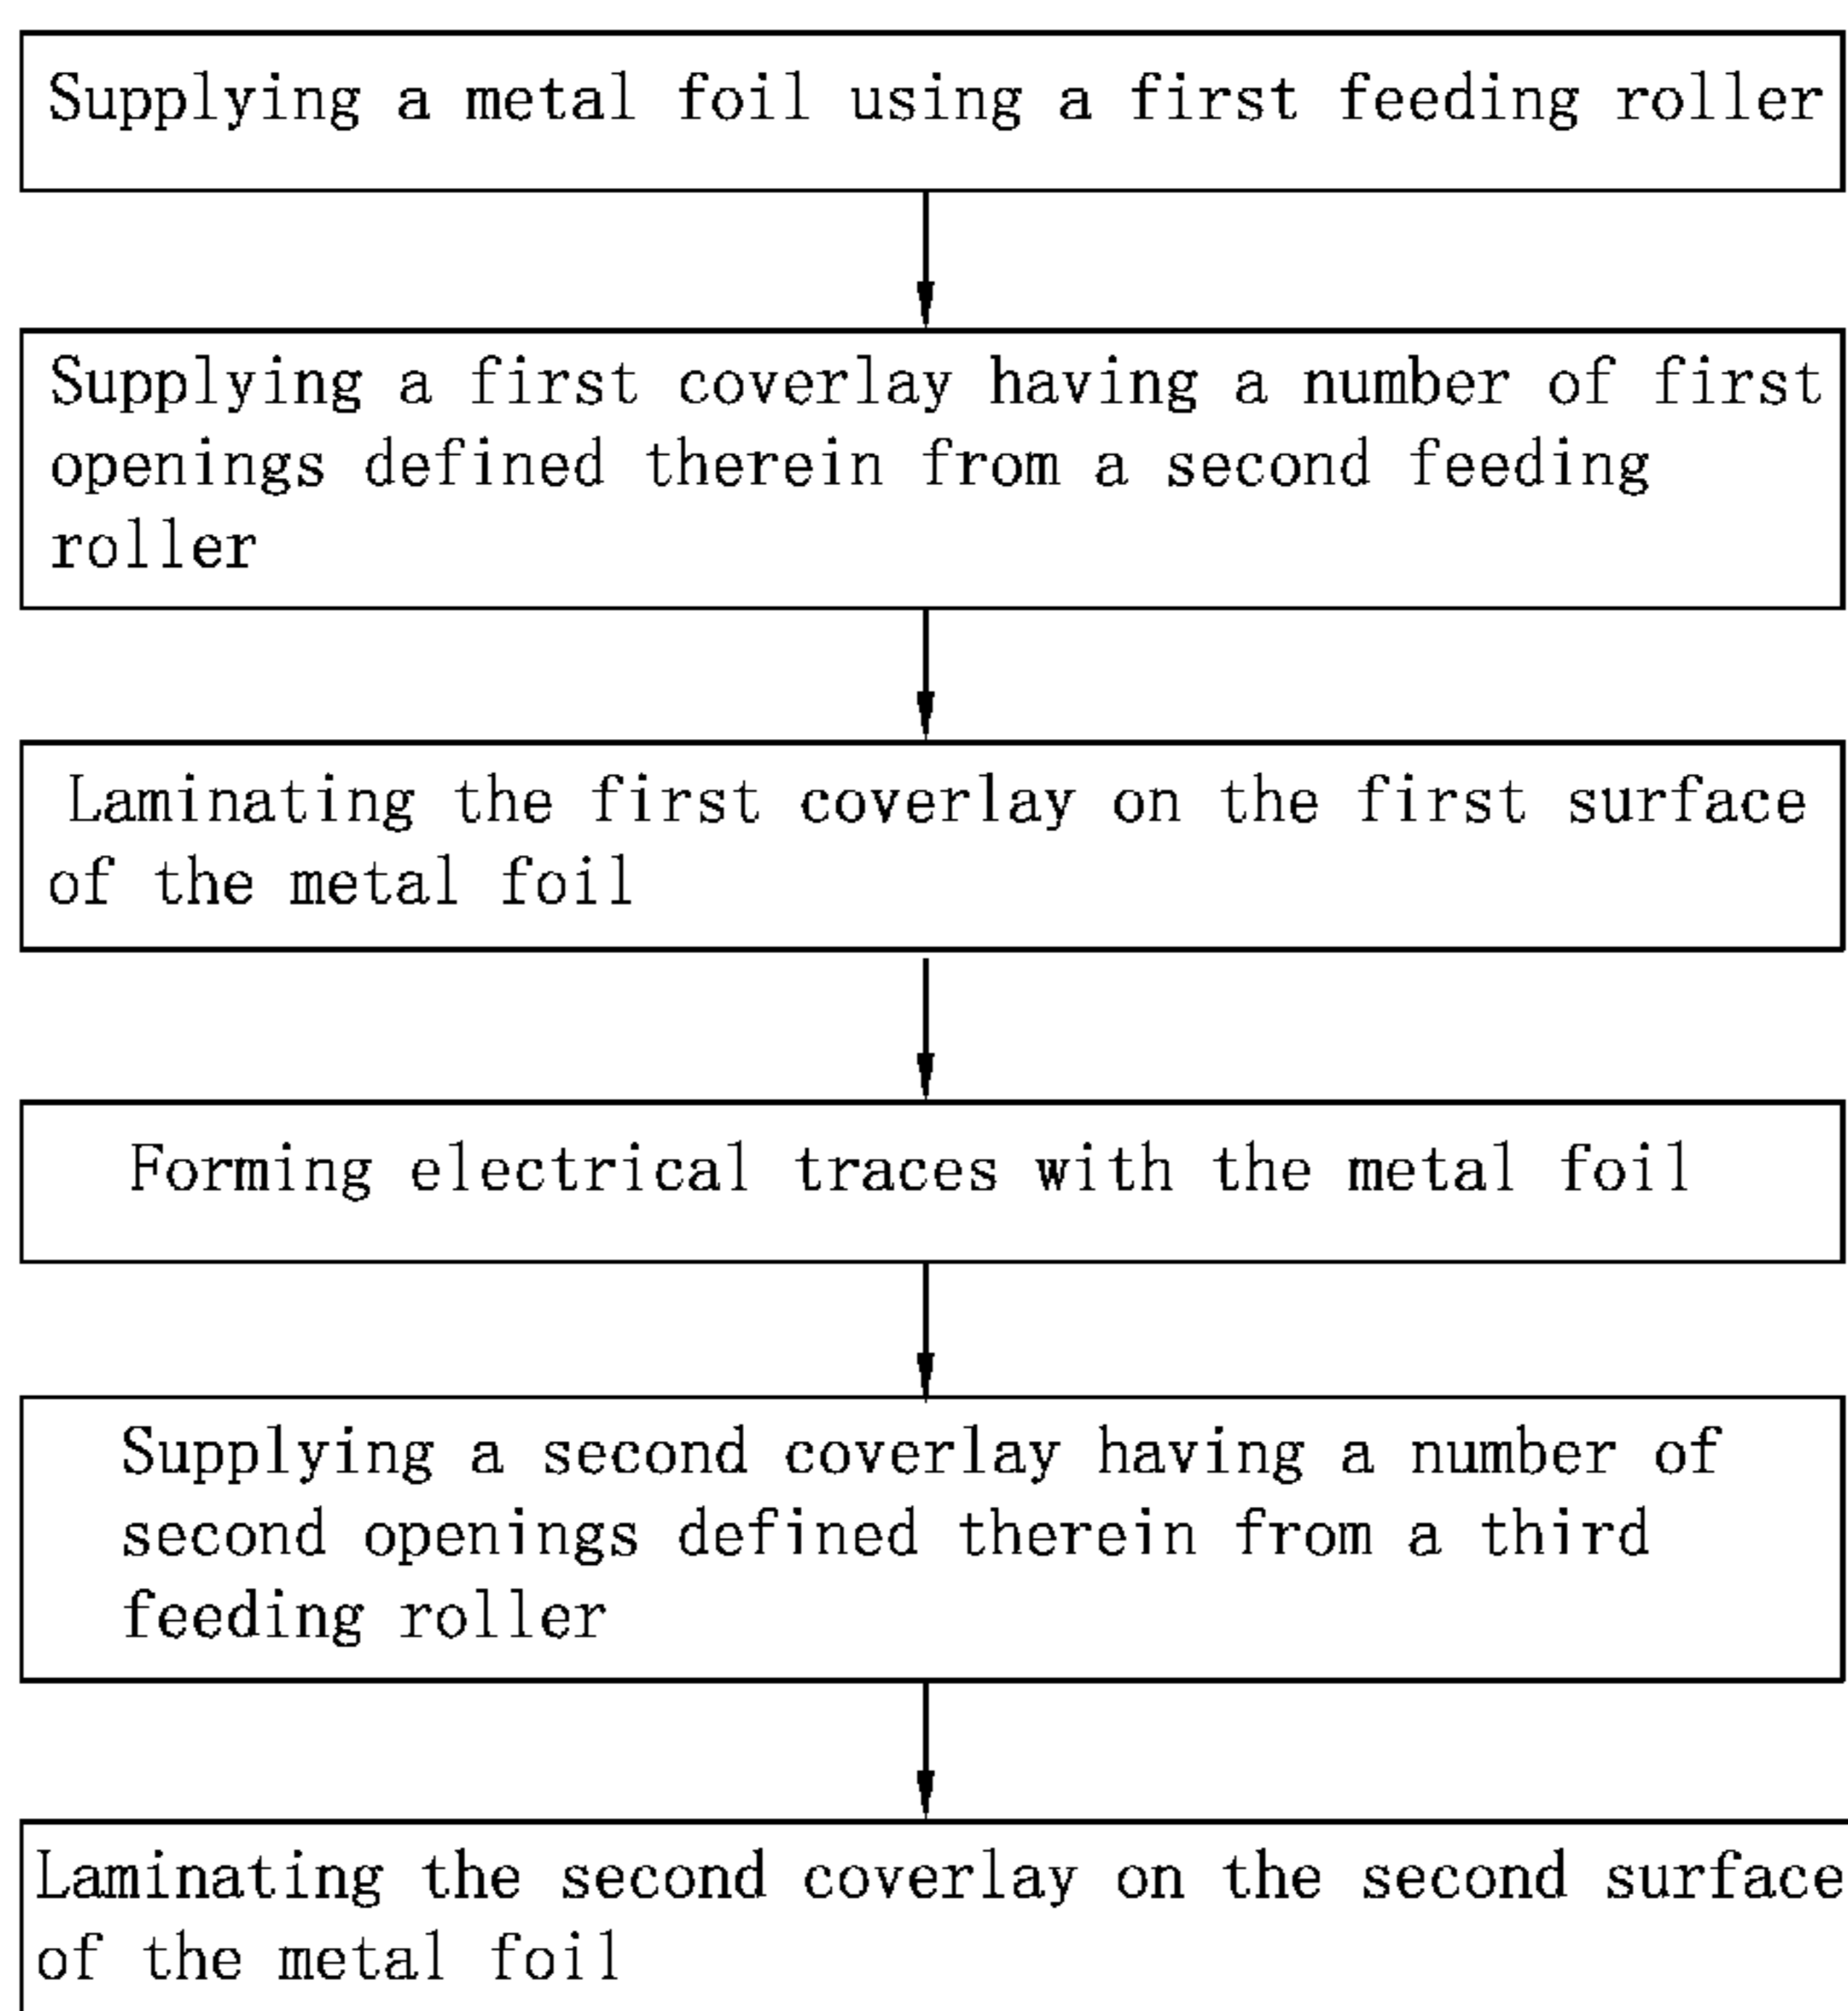 Supplying a metal foil using a first feeding roller
Supplying a first coverlay having a number of first
openings defined therein from a second feeding
roller
Laminating the first coverlay on the first surface
of the metal foil
Forming electrical traces with the metal foil
Supplying a second coverlay having a number of
second openings defined therein from a third
feeding roller
Laminating the second coverlay on the second surface
of the metal foil